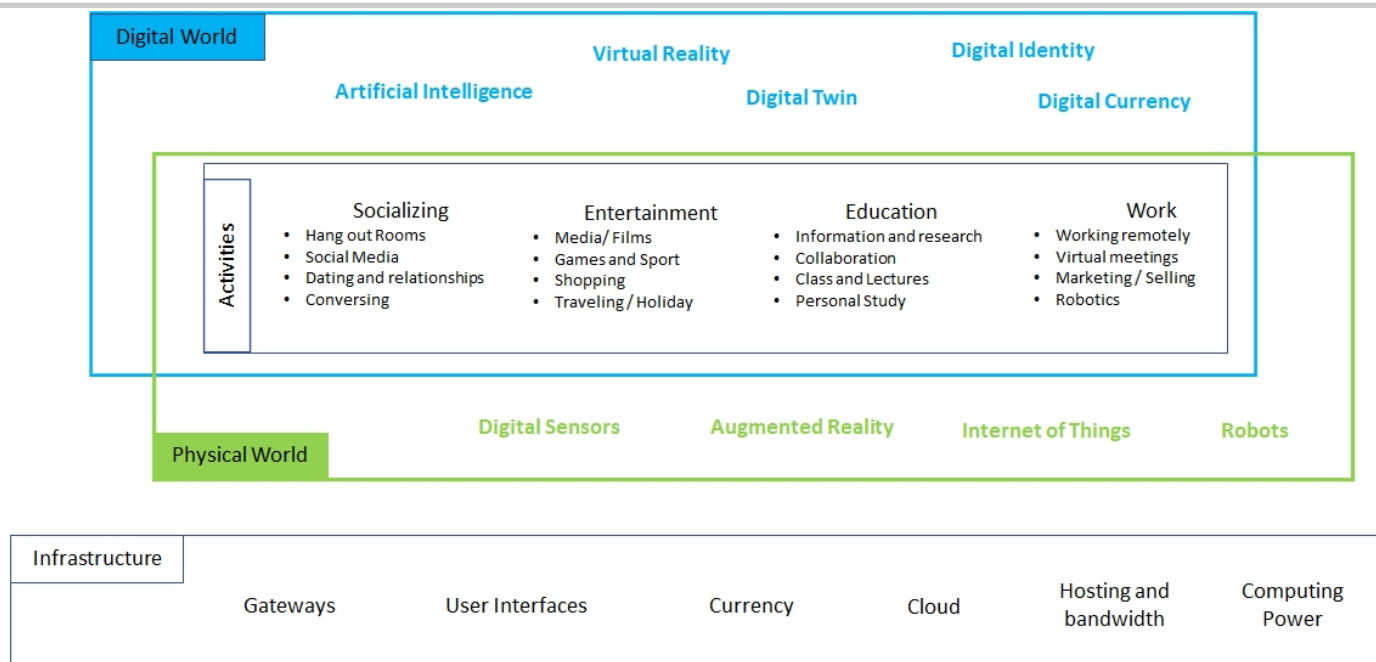 Digital World
Virtual Reality
Digital Identity
Artificial Intelligence
Digital Twin
Digital Currency
Activities
Socializing
• Hang out Rooms
• Social Media
• Dating and relationships
• Conversing
Entertainment
• Media/ Films
• Games and Sport
• Shopping
• Traveling / Holiday
Education
• Information and research
• Collaboration
• Class and Lectures
• Personal Study
Work
• Working remotely
• Virtual meetings
• Marketing / Selling
• Robotics
Digital Sensors
Augmented Reality
Internet of Things
Robots
Physical World
Infrastructure
Gateways
User Interfaces
Currency
Cloud
Hosting and
bandwidth
Computing
Power